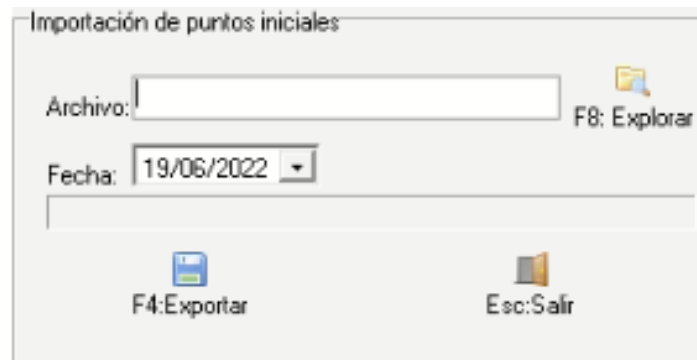 Importación de puntos iniciales
Archivo:
F8: Explorar
Fecha: 19/06/2022
F4:Exportar Esc:Salir